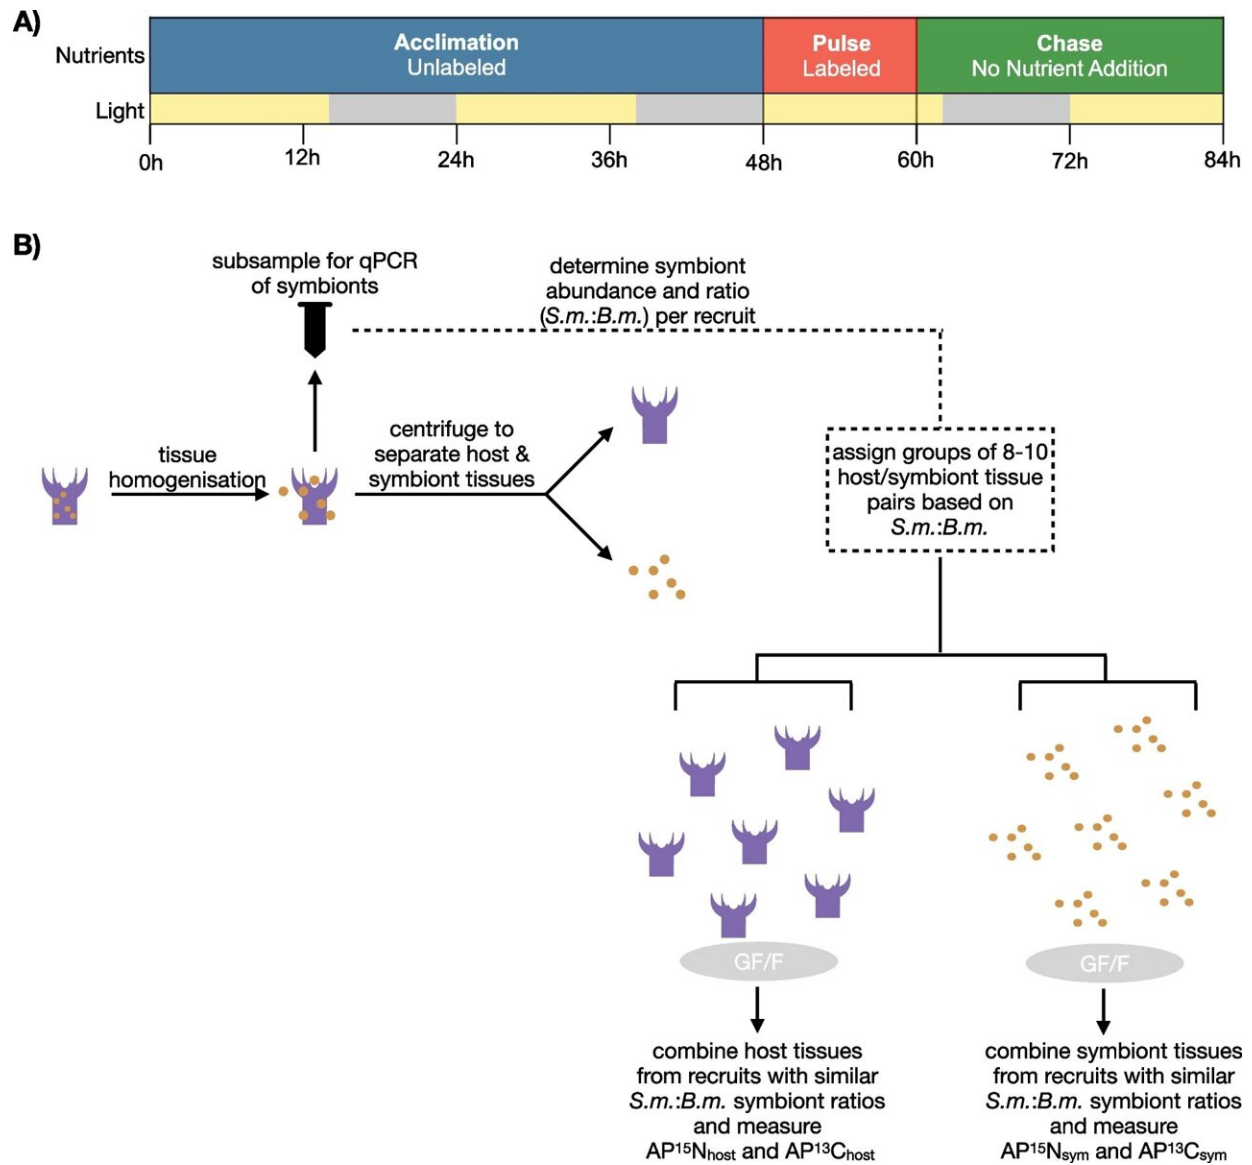 A)
Nutrients
Acclimation
Unlabeled
Pulse
Labeled
Chase
No Nutrient Addition
Light
0h
12h
24h
36h
48h
60h
72h
84h
B)
subsample for qPCR
of symbionts
determine symbiont
abundance and ratio
(S.m.:B.m.) per recruit
tissue
homogenisation
centrifuge to
separate host &
symbiont tissues
assign groups of 8-10
host/symbiont tissue
pairs based on
S.m.:B.m.
GF/F
GF/F
combine host tissues
from recruits with similar
S.m.:B.m. symbiont ratios
and measure
AP¹⁵Nhost and AP¹³Chost
combine symbiont tissues
from recruits with similar
S.m.:B.m. symbiont ratios
and measure
AP¹⁵Nsym and AP¹³Csym